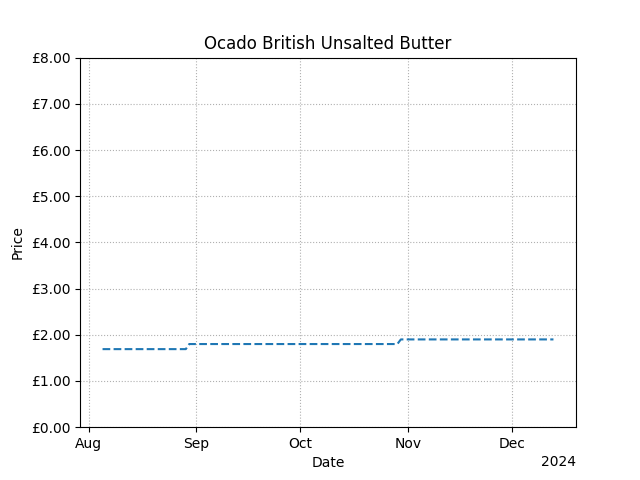 Ocado British Unsalted Butter
£8.00
£7.00
£6.00
£5.00
£4.00
£3.00
£2.00
£1.00
£0.00
Price
Aug Sep Oct Nov Dec
Date
2024